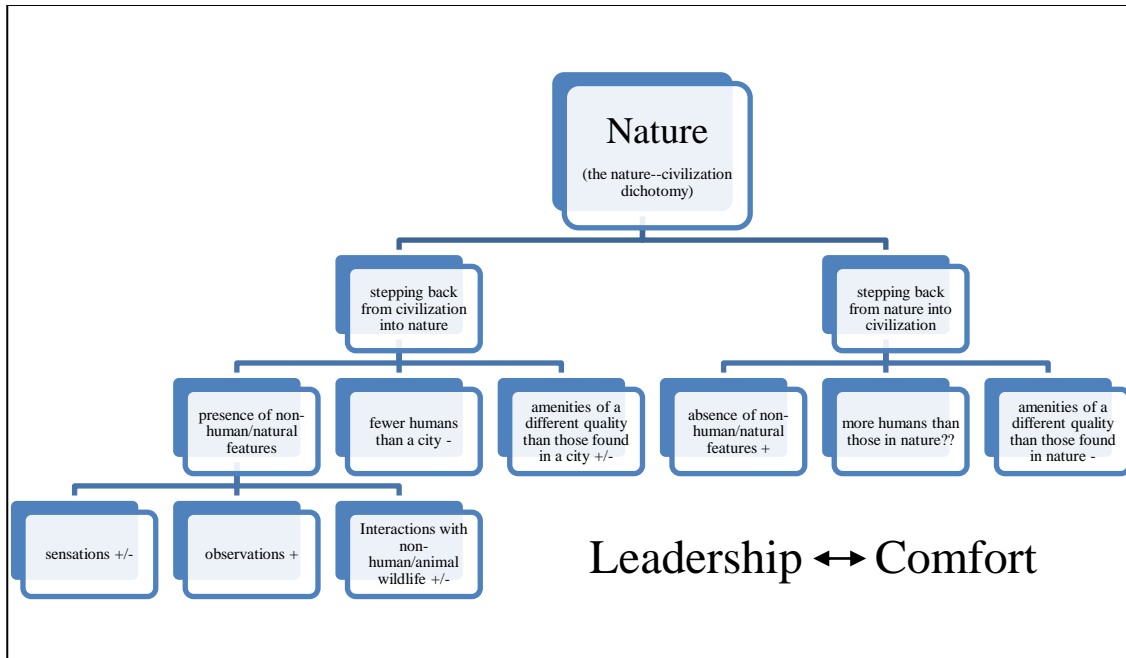 Nature
(the nature--civilization
dichotomy)
stepping back
from civilization
into nature
stepping back
from nature into
civilization
presence of non-
human/natural
features
fewer humans
than a city -
amenities of a
different quality
than those found
in a city +/-
absence of non-
human/natural
features +
more humans than
those in nature??
amenities of a
different quality
than those found
in nature -
sensations +/-
observations +
Interactions with
non-
human/animal
wildlife +/-
Leadership ↔ Comfort